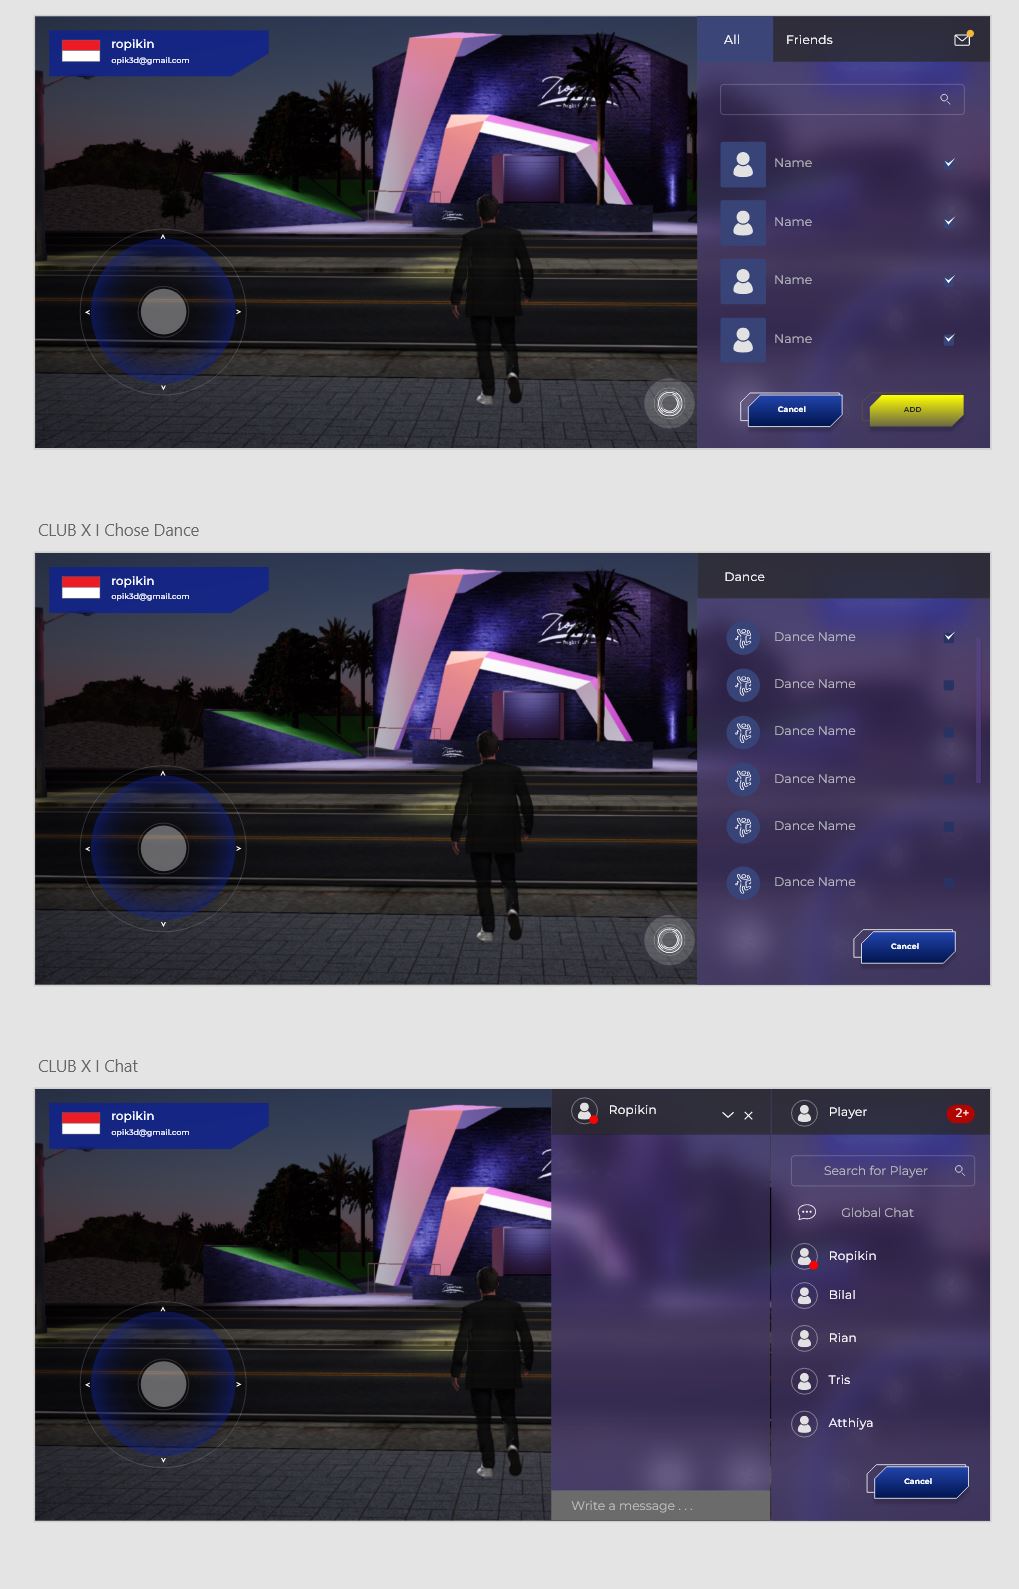 ropikin
opik3d@gmail.com
All
Friends
Name
Name
Name
Name
Cancel
ADD
CLUB X I Chose Dance
ropikin
opik3d@gmail.com
Dance
Dance Name
Dance Name
Dance Name
Dance Name
Dance Name
Dance Name
Cancel
CLUB X I Chat
ropikin
opik3d@gmail.com
Ropikin
Write a message . . .
Player
2+
Search for Player
Global Chat
Ropikin
Bilal
Rian
Tris
Atthiya
Cancel